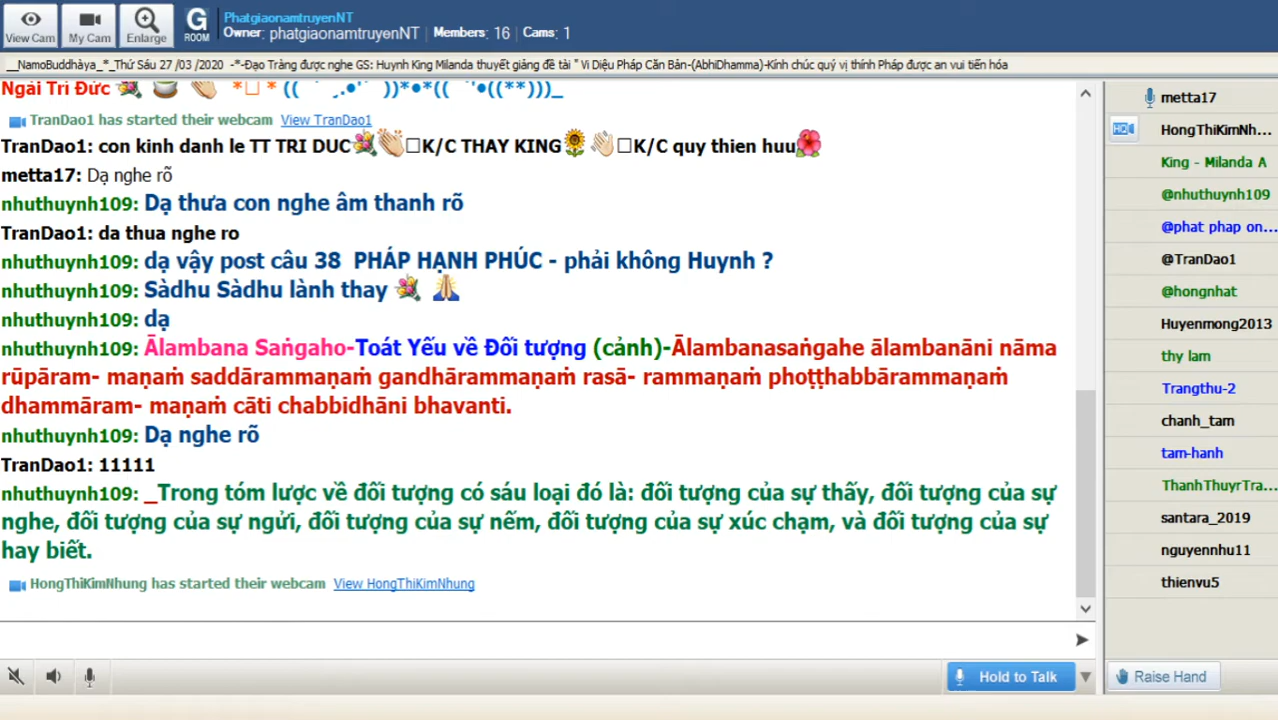 View Cam
My Cam
Enlarge
G
ROOM
PhatgiaonamtruyenNT
Owner: phatgiaonamtruyenNT | Members: 16 | Cams: 1
__NamoBuddhàya_*_Thứ Sáu 27 /03 /2020 -*-Đạo Tràng được nghe GS: Huynh King Milanda thuyết giảng đề tài " Vi Diệu Pháp Căn Bản-(AbhiDhamma)-Kính chúc quý vị thính Pháp được an vui tiến hóa
Ngài Trí Đức
TranDao1 has started their webcam View TranDao1
TranDao1: con kinh danh le TT TRI DUC K/C THAY KING K/C quy thien huu
metta17: Dạ nghe rõ
nhuthuynh109: Dạ thưa con nghe âm thanh rõ
TranDao1: da thua nghe ro
nhuthuynh109: dạ vậy post câu 38 PHÁP HẠNH PHÚC - phải không Huynh ?
nhuthuynh109: Sàdhu Sàdhu lành thay
nhuthuynh109: dạ
nhuthuynh109: Ālambana Saṅgaho-Toát Yếu về Đối tượng (cảnh)-Ālambanasaṅgahe ālambanāni nāma
rūpāram- maṇaṁ saddārammaṇaṁ gandhārammaṇaṁ rasā- rammaṇaṁ phoṭṭhabbārammaṇaṁ
dhammāram- maṇaṁ cāti chabbidhāni bhavanti.
nhuthuynh109: Dạ nghe rõ
TranDao1: 11111
nhuthuynh109: _Trong tóm lược về đối tượng có sáu loại đó là: đối tượng của sự thấy, đối tượng của sự
nghe, đối tượng của sự ngửi, đối tượng của sự nếm, đối tượng của sự xúc chạm, và đối tượng của sự
hay biết.
HongThiKimNhung has started their webcam View HongThiKimNhung
metta17
HD
HongThiKimNh...
King - Milanda A
@nhuthuynh109
@phat phap on...
@TranDao1
@hongnhat
Huyenmong2013
thy lam
Trangthu-2
chanh_tam
tam-hanh
ThanhThuyrTra...
santara_2019
nguyennhu11
thienvu5
Hold to Talk
Raise Hand